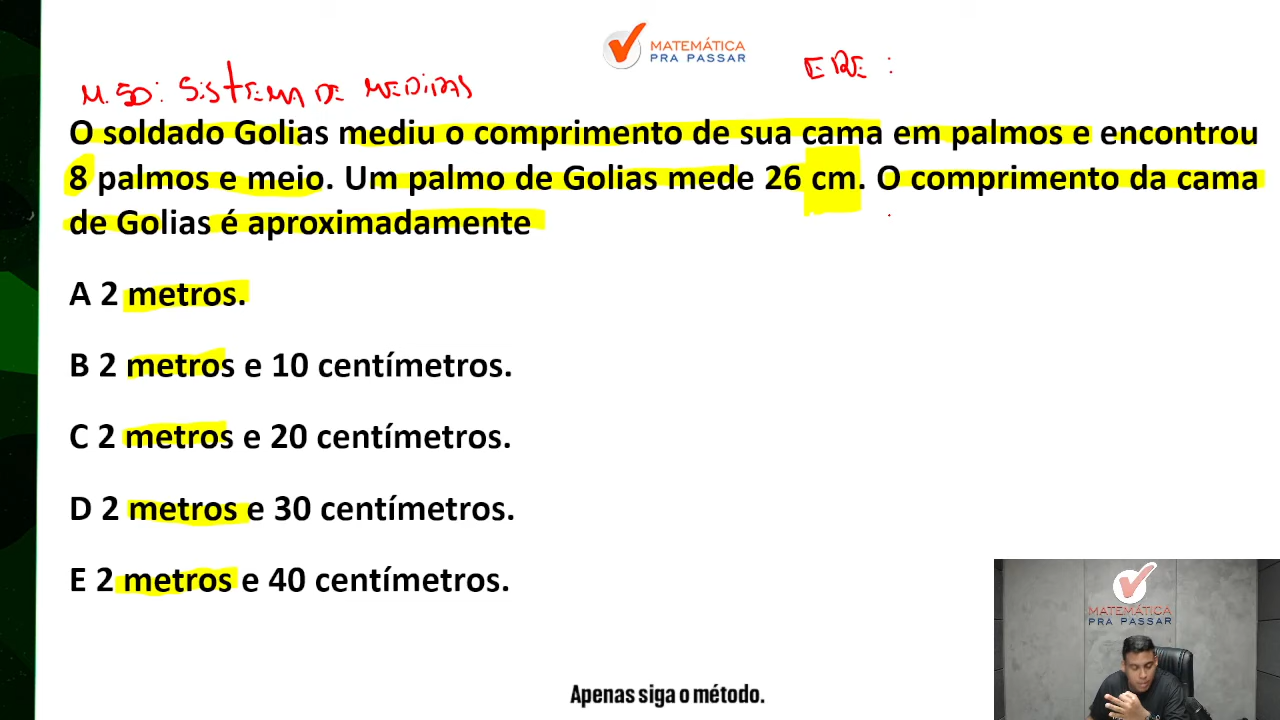 MATEMÁTICA
PRA PASSAR
M.SD: SISTEMA DE MEDIDAS
O soldado Golias mediu o comprimento de sua cama em palmos e encontrou
8 palmos e meio. Um palmo de Golias mede 26 cm. O comprimento da cama
de Golias é aproximadamente
A 2 metros.
B 2 metros e 10 centímetros.
C 2 metros e 20 centímetros.
D 2 metros e 30 centímetros.
E 2 metros e 40 centímetros.
MATEMÁTICA
PRA PASSAR
Apenas siga o método.